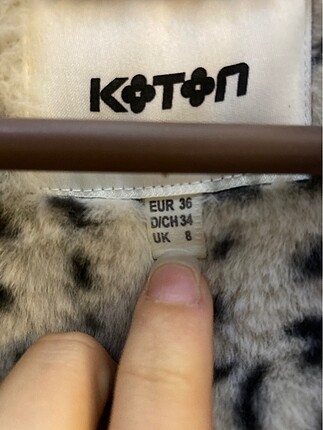 KOTON
EUR 36
D/CH 34
UK 8